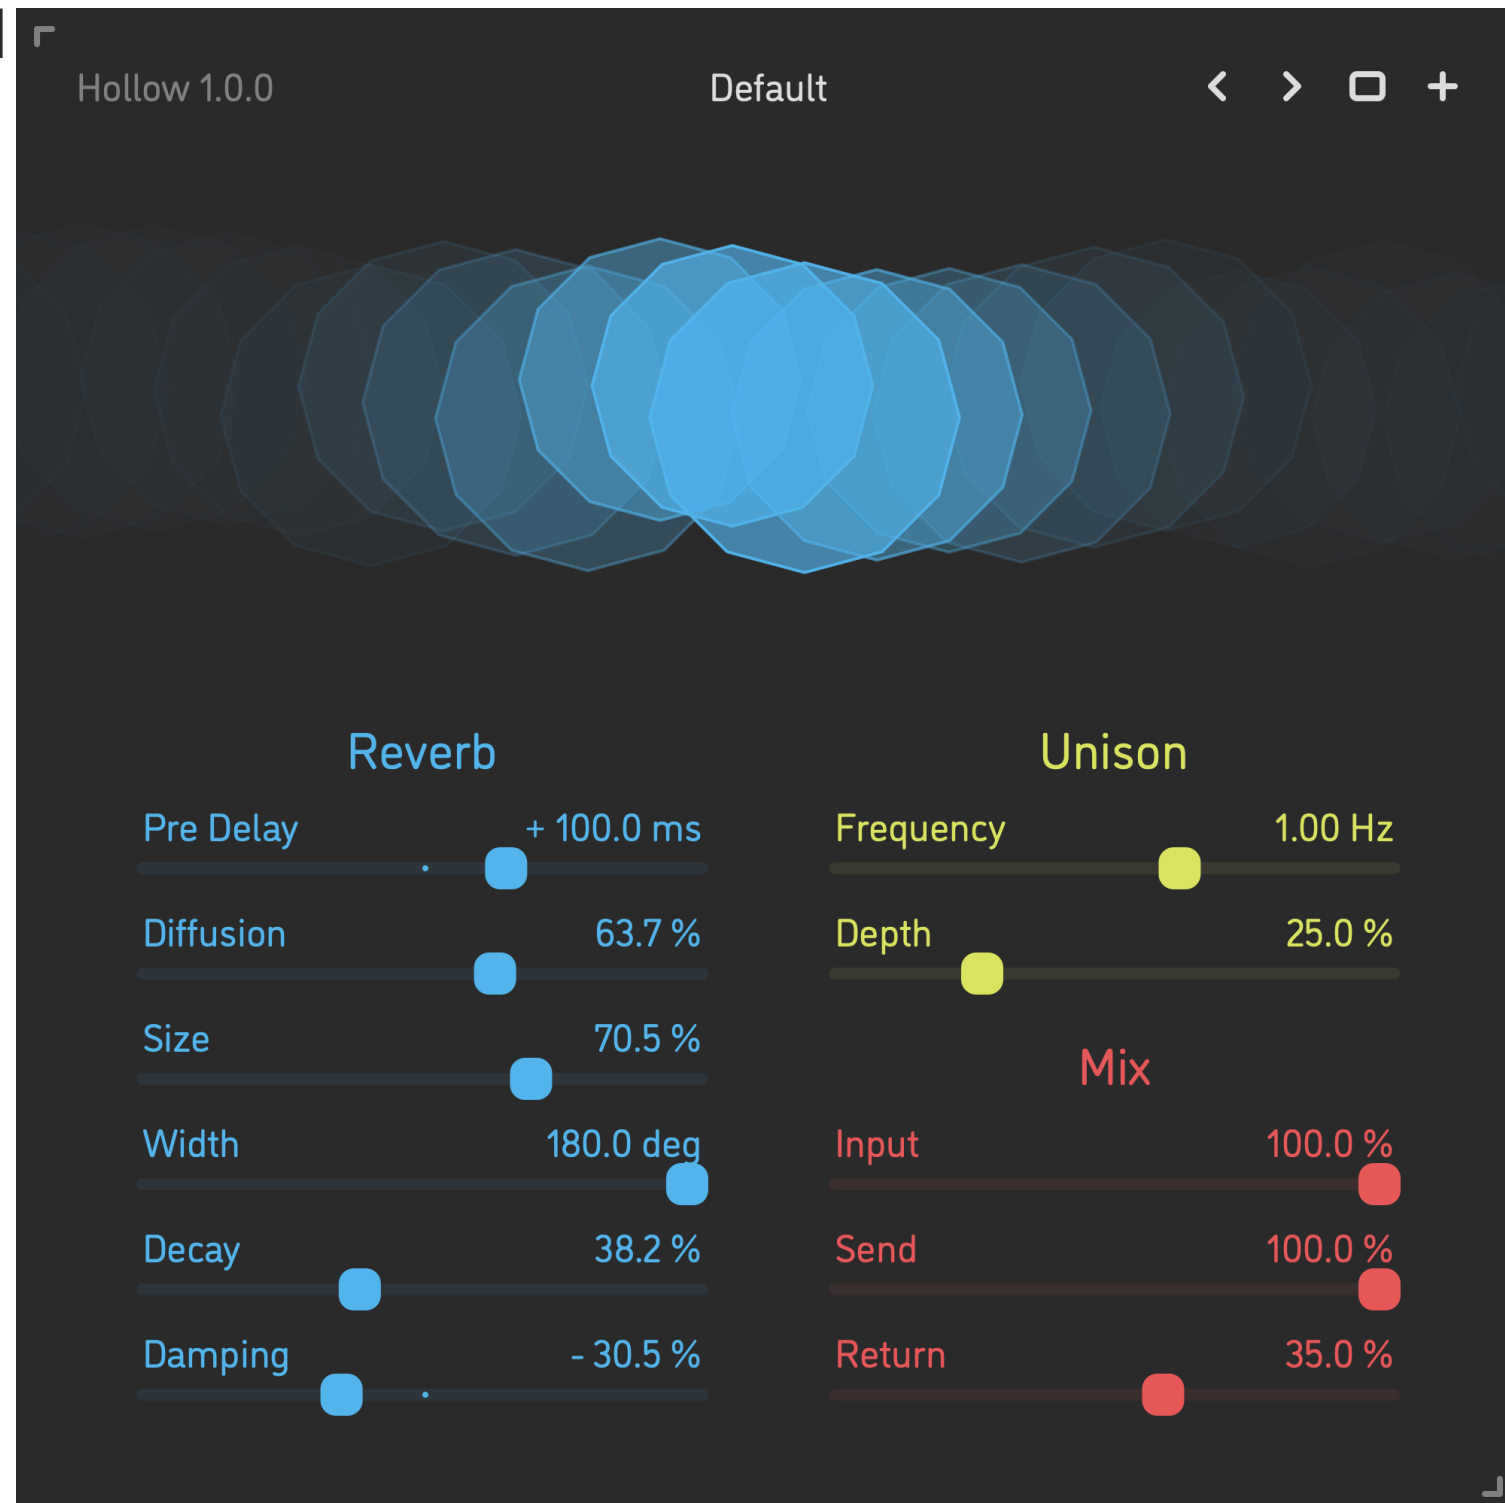 Hollow 1.0.0
Default
Reverb
Pre Delay + 100.0 ms
Diffusion 63.7 %
Size 70.5 %
Width 180.0 deg
Decay 38.2 %
Damping - 30.5 %
Unison
Frequency 1.00 Hz
Depth 25.0 %
Mix
Input 100.0 %
Send 100.0 %
Return 35.0 %